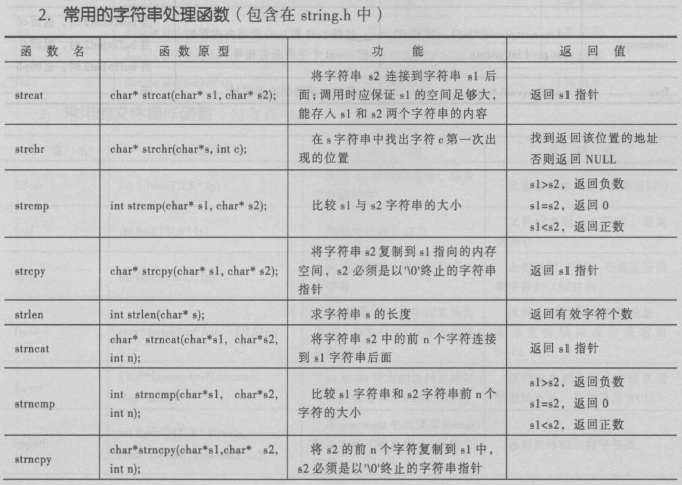 2. 常用的字符串处理函数（包含在 string.h 中）
函 数 名 函 数 原 型 功 能 返 回 值
strcat char* strcat(char* s1, char* s2); 将字符串 s2 连接到字符串 s1 后
面；调用时应保证 s1 的空间足够大，
能存入 s1 和 s2 两个字符串的内容 返回 s1 指针
strchr char* strchr(char*s, int c); 在 s 字符串中找出字符 c 第一次出
现的位置 找到返回该位置的地址
否则返回 NULL
strcmp int strcmp(char* s1, char* s2); 比较 s1 与 s2 字符串的大小 s1>s2，返回负数
s1=s2，返回 0
s1<s2，返回正数
strcpy char* strcpy(char* s1, char* s2); 将字符串 s2 复制到 s1 指向的内存
空间，s2 必须是以'\0'终止的字符串
指针 返回 s1 指针
strlen int strlen(char* s); 求字符串 s 的长度 返回有效字符个数
strncat char* strncat(char*s1, char*s2,
int n); 将字符串 s2 中的前 n 个字符连接
到 s1 字符串后面 返回 s1 指针
strncmp int strncmp(char*s1, char*s2,
int n); 比较 s1 字符串和 s2 字符串前 n 个
字符的大小 s1>s2，返回负数
s1=s2，返回 0
s1<s2，返回正数
strncpy char*strncpy(char*s1,char* s2,
int n); 将 s2 的前 n 个字符复制到 s1 中，
s2 必须是以'\0'终止的字符串指针